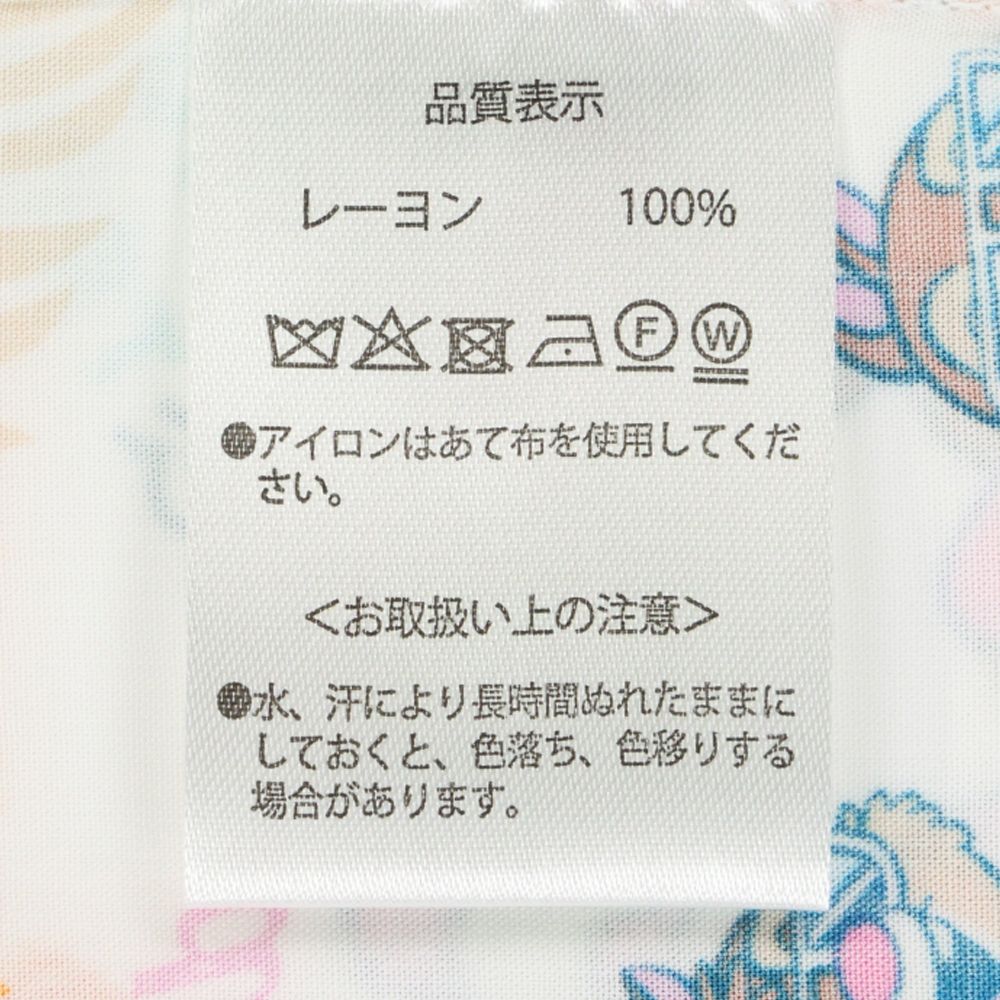 品質表示
レーヨン 100%
F W
●アイロンはあて布を使用してくだ
さい。
＜お取扱い上の注意＞
●水、汗により長時間ぬれたままに
しておくと、色落ち、色移りする
場合があります。